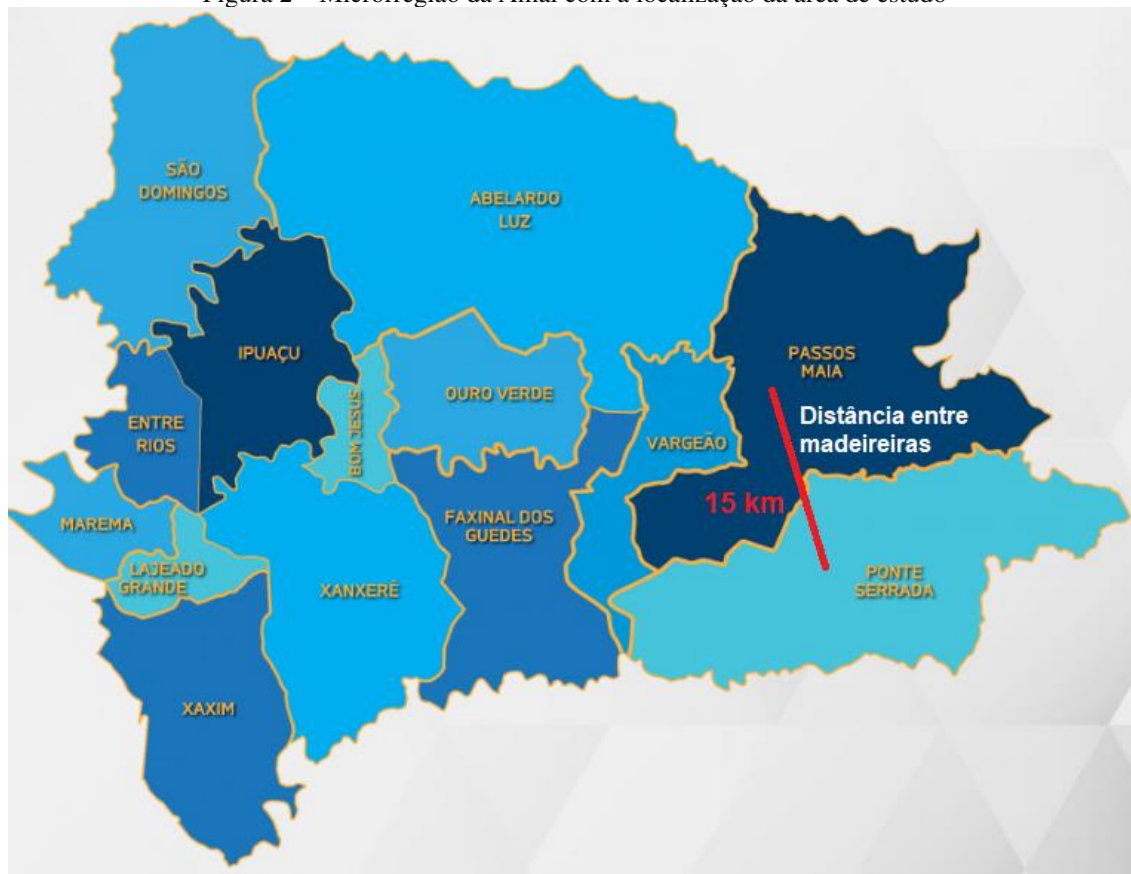 Figura 2 – Microrregião da Amai com a localização da área de estudo
SÃO
DOMINGOS
ABELARDO
LUZ
IPUAÇU
PASSOS
MAIA
OURO VERDE
BOM JESUS
ENTRE
RIOS
VARGEÃO
Distância entre
madeireiras
15 km
MAREMA
FAXINAL DOS
GUEDES
LAJEADO
GRANDE
XANXERÊ
PONTE
SERRADA
XAXIM